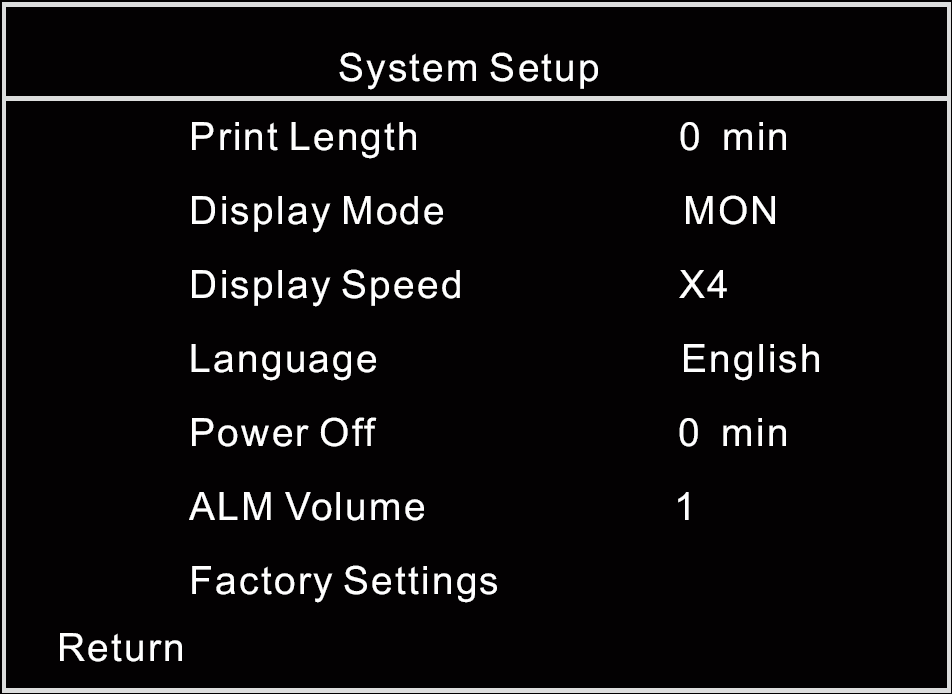 System Setup
Print Length 0 min
Display Mode MON
Display Speed X4
Language English
Power Off 0 min
ALM Volume 1
Factory Settings
Return